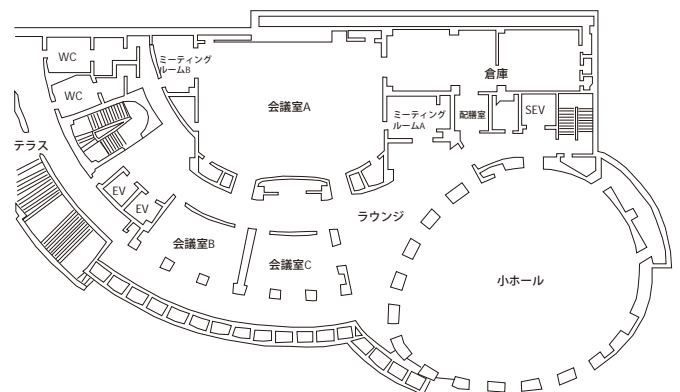 WC
ミーティング
ルームB
倉庫
WC
会議室A
ミーティング
ルームA
配膳室
SEV
テラス
EV
EV
ラウンジ
会議室B
会議室C
小ホール